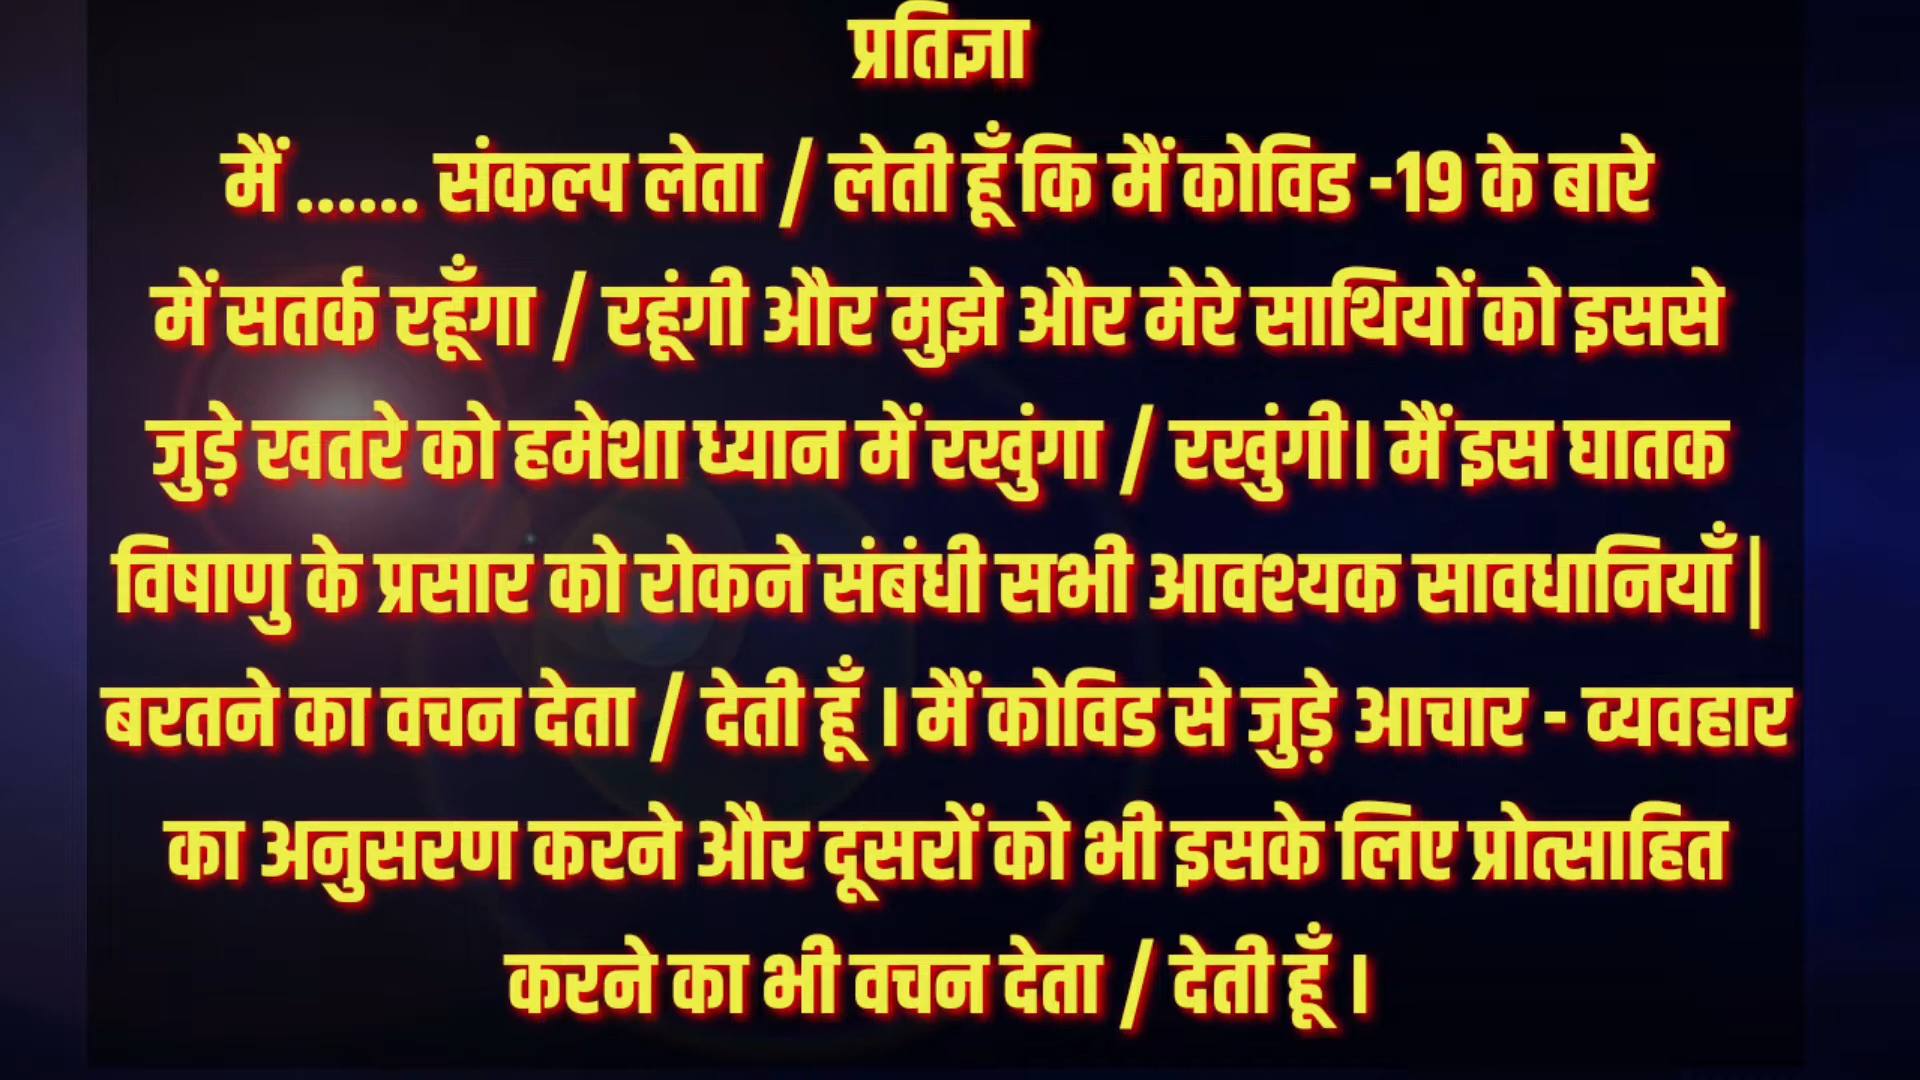 प्रतिज्ञा
मैं ...... संकल्प लेता / लेती हूँ कि मैं कोविड -19 के बारे
में सतर्क रहूँगा / रहूंगी और मुझे और मेरे साथियों को इससे
जुड़े खतरे को हमेशा ध्यान में रखुंगा / रखुंगी। मैं इस घातक
विषाणु के प्रसार को रोकने संबंधी सभी आवश्यक सावधानियाँ |
बरतने का वचन देता / देती हूँ । मैं कोविड से जुड़े आचार - व्यवहार
का अनुसरण करने और दूसरों को भी इसके लिए प्रोत्साहित
करने का भी वचन देता / देती हूँ ।